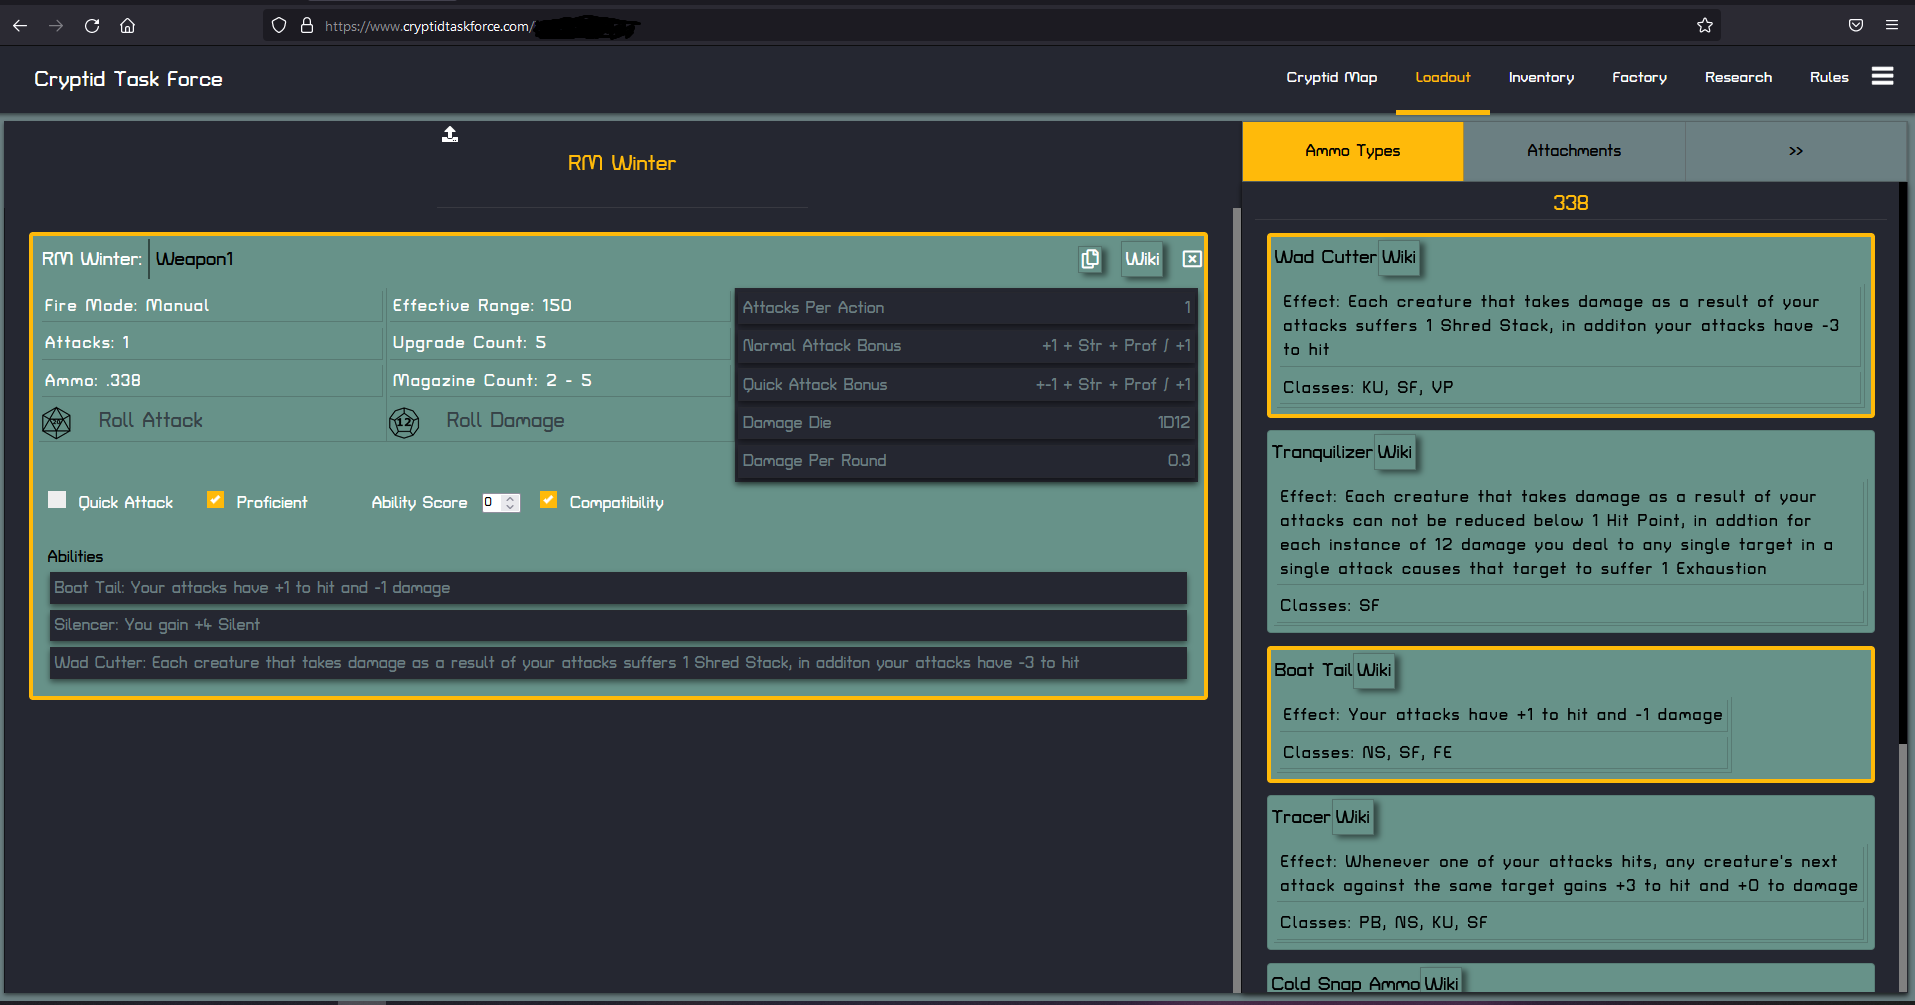 https://www.cryptidtaskforce.com/
Cryptid Task Force
Cryptid Map
Loadout
Inventory
Factory
Research
Rules
RM Winter
RM Winter:
Weapon1
Wiki
Fire Mode: Manual
Effective Range: 150
Attacks: 1
Upgrade Count: 5
Ammo: .338
Magazine Count: 2 - 5
20
Roll Attack
12
Roll Damage
Attacks Per Action
1
Normal Attack Bonus
+1 + Str + Prof / +1
Quick Attack Bonus
+-1 + Str + Prof / +1
Damage Die
1D12
Damage Per Round
0.3
Quick Attack
Proficient
Ability Score
0
Compatibility
Abilities
Boat Tail: Your attacks have +1 to hit and -1 damage
Silencer: You gain +4 Silent
Wad Cutter: Each creature that takes damage as a result of your attacks suffers 1 Shred Stack, in additon your attacks have -3 to hit
Ammo Types
Attachments
>>
338
Wad Cutter Wiki
Effect: Each creature that takes damage as a result of your
attacks suffers 1 Shred Stack, in additon your attacks have -3
to hit
Classes: KU, SF, VP
Tranquilizer Wiki
Effect: Each creature that takes damage as a result of your
attacks can not be reduced below 1 Hit Point, in addtion for
each instance of 12 damage you deal to any single target in a
single attack causes that target to suffer 1 Exhaustion
Classes: SF
Boat Tail Wiki
Effect: Your attacks have +1 to hit and -1 damage
Classes: NS, SF, FE
Tracer Wiki
Effect: Whenever one of your attacks hits, any creature's next
attack against the same target gains +3 to hit and +0 to damage
Classes: PB, NS, KU, SF
Cold Snap Ammo Wiki